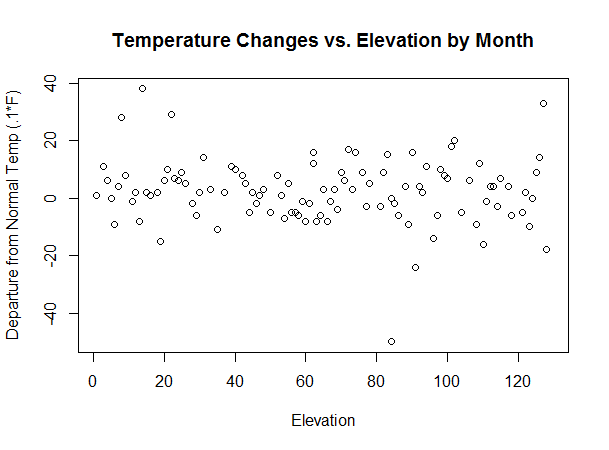 Temperature Changes vs. Elevation by Month
Departure from Normal Temp (.1*F)
40
20
0
-20
-40
0 20 40 60 80 100 120
Elevation